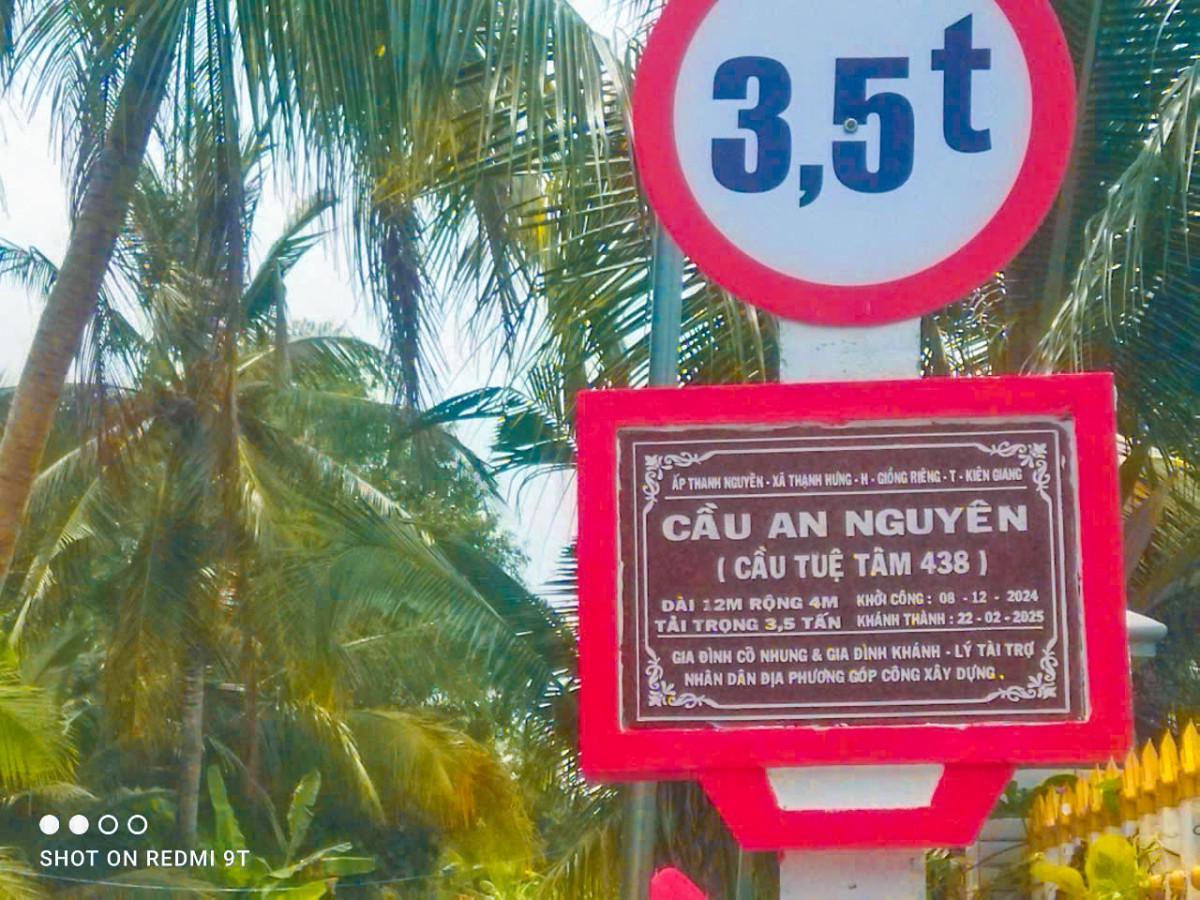 3,5t
ẤP THANH NGUYÊN - XÃ THẠNH HƯNG - H - GIỒNG RIỀNG - T - KIÊN GIANG
CẦU AN NGUYÊN
( CẦU TUỆ TÂM 438 )
DÀI 12M RỘNG 4M KHỞI CÔNG : 08 - 12 - 2024
TẢI TRỌNG 3,5 TẤN KHÁNH THÀNH : 22 - 02 - 2025
GIA ĐÌNH CÔ NHUNG & GIA ĐÌNH KHÁNH - LÝ TÀI TRỢ
NHÂN DÂN ĐỊA PHƯƠNG GÓP CÔNG XÂY DỰNG .
SHOT ON REDMI 9T